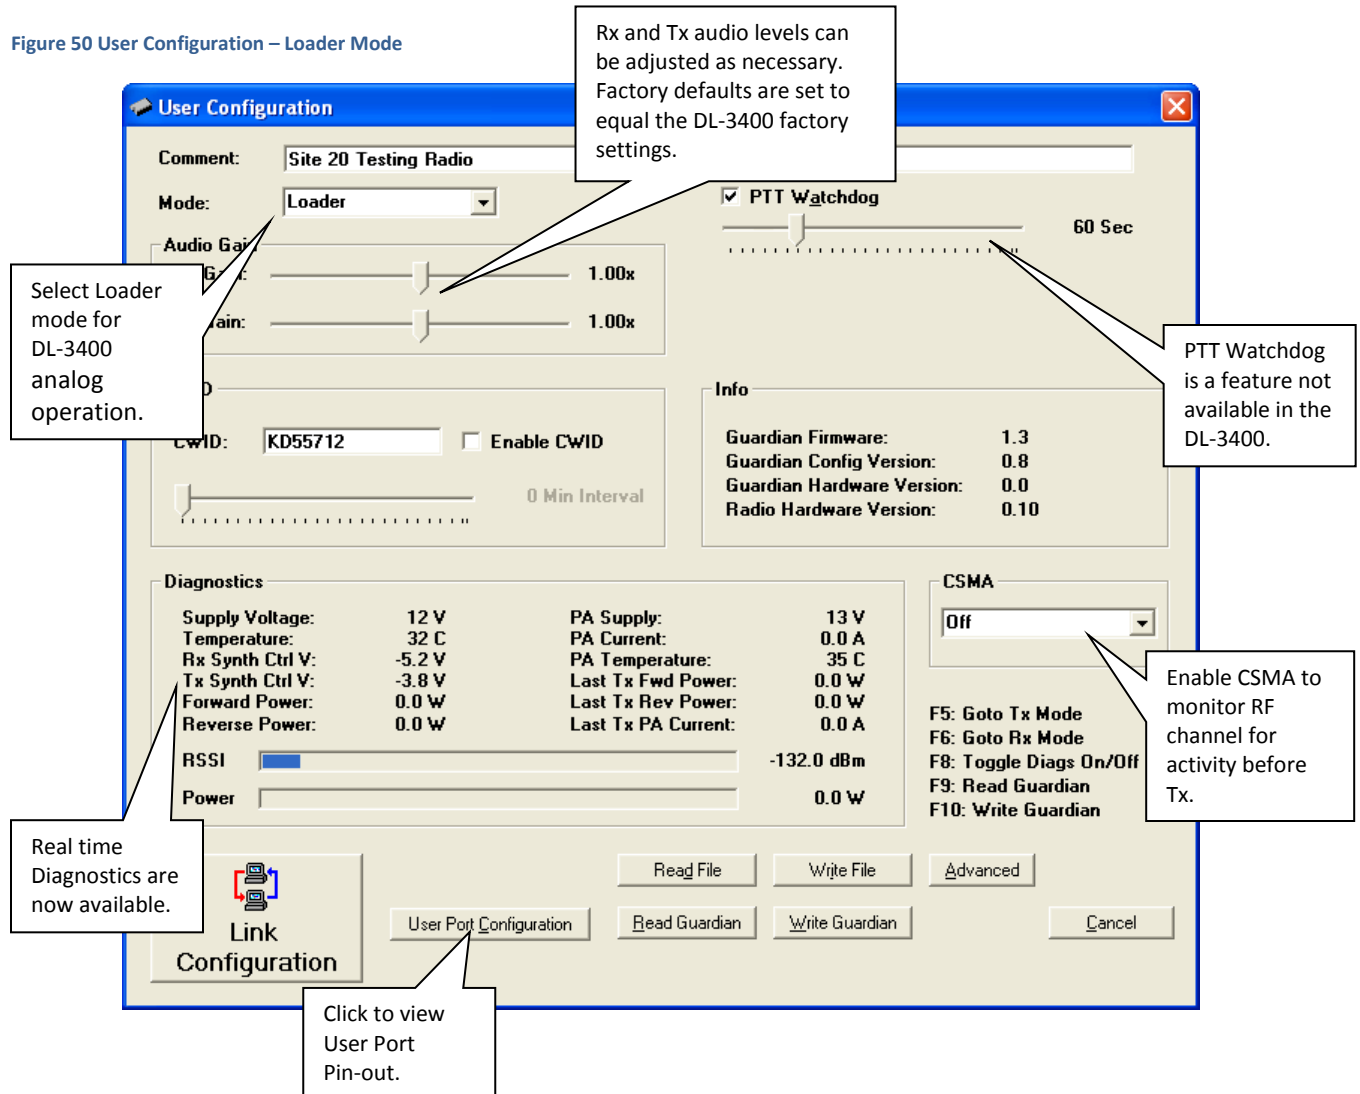 Figure 50 User Configuration – Loader Mode
Rx and Tx audio levels can
be adjusted as necessary.
Factory defaults are set to
equal the DL-3400 factory
settings.
User Configuration
Comment:
Site 20 Testing Radio
Mode:
Loader
PTT Watchdog
60 Sec
Audio Gain
1.00x
1.00x
Select Loader
mode for
DL-3400
analog
operation.
PTT Watchdog
is a feature not
available in the
DL-3400.
CWID:
KD55712
Enable CWID
0 Min Interval
Info
Guardian Firmware: 1.3
Guardian Config Version: 0.8
Guardian Hardware Version: 0.0
Radio Hardware Version: 0.10
Diagnostics
Supply Voltage: 12 V
Temperature: 32 C
Rx Synth Ctrl V: -5.2 V
Tx Synth Ctrl V: -3.8 V
Forward Power: 0.0 W
Reverse Power: 0.0 W
PA Supply: 13 V
PA Current: 0.0 A
PA Temperature: 35 C
Last Tx Fwd Power: 0.0 W
Last Tx Rev Power: 0.0 W
Last Tx PA Current: 0.0 A
RSSI
-132.0 dBm
Power
0.0 W
CSMA
Off
Enable CSMA to
monitor RF
channel for
activity before
Tx.
F5: Goto Tx Mode
F6: Goto Rx Mode
F8: Toggle Diags On/Off
F9: Read Guardian
F10: Write Guardian
Real time
Diagnostics are
now available.
Link
Configuration
User Port Configuration
Read File
Write File
Advanced
Read Guardian
Write Guardian
Cancel
Click to view
User Port
Pin-out.